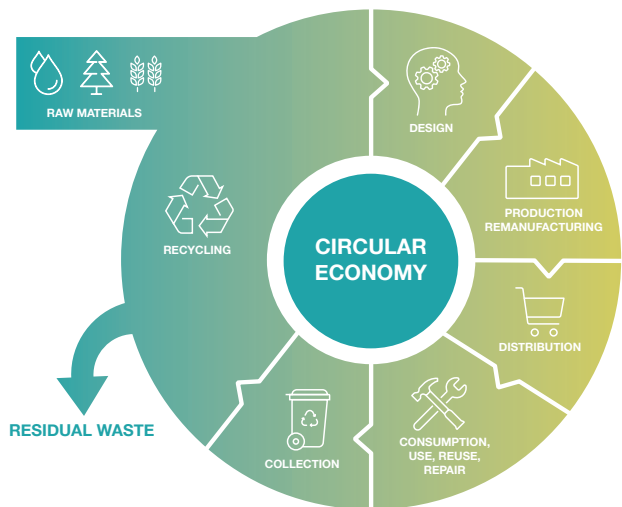 RAW MATERIALS
DESIGN
PRODUCTION
REMANUFACTURING
RECYCLING
CIRCULAR
ECONOMY
DISTRIBUTION
RESIDUAL WASTE
CONSUMPTION,
USE, REUSE,
REPAIR
COLLECTION